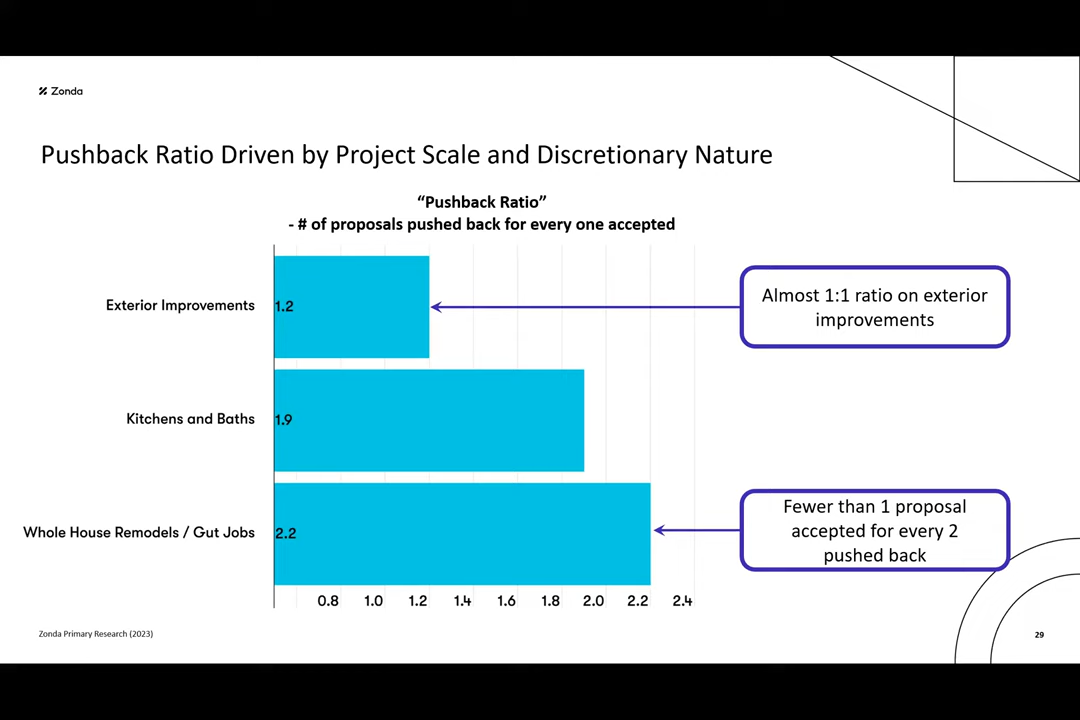 Zonda
Pushback Ratio Driven by Project Scale and Discretionary Nature
“Pushback Ratio”
- # of proposals pushed back for every one accepted
Exterior Improvements
1.2
Almost 1:1 ratio on exterior
improvements
Kitchens and Baths
1.9
Whole House Remodels / Gut Jobs
2.2
Fewer than 1 proposal
accepted for every 2
pushed back
0.8 1.0 1.2 1.4 1.6 1.8 2.0 2.2 2.4
Zonda Primary Research (2023)
29